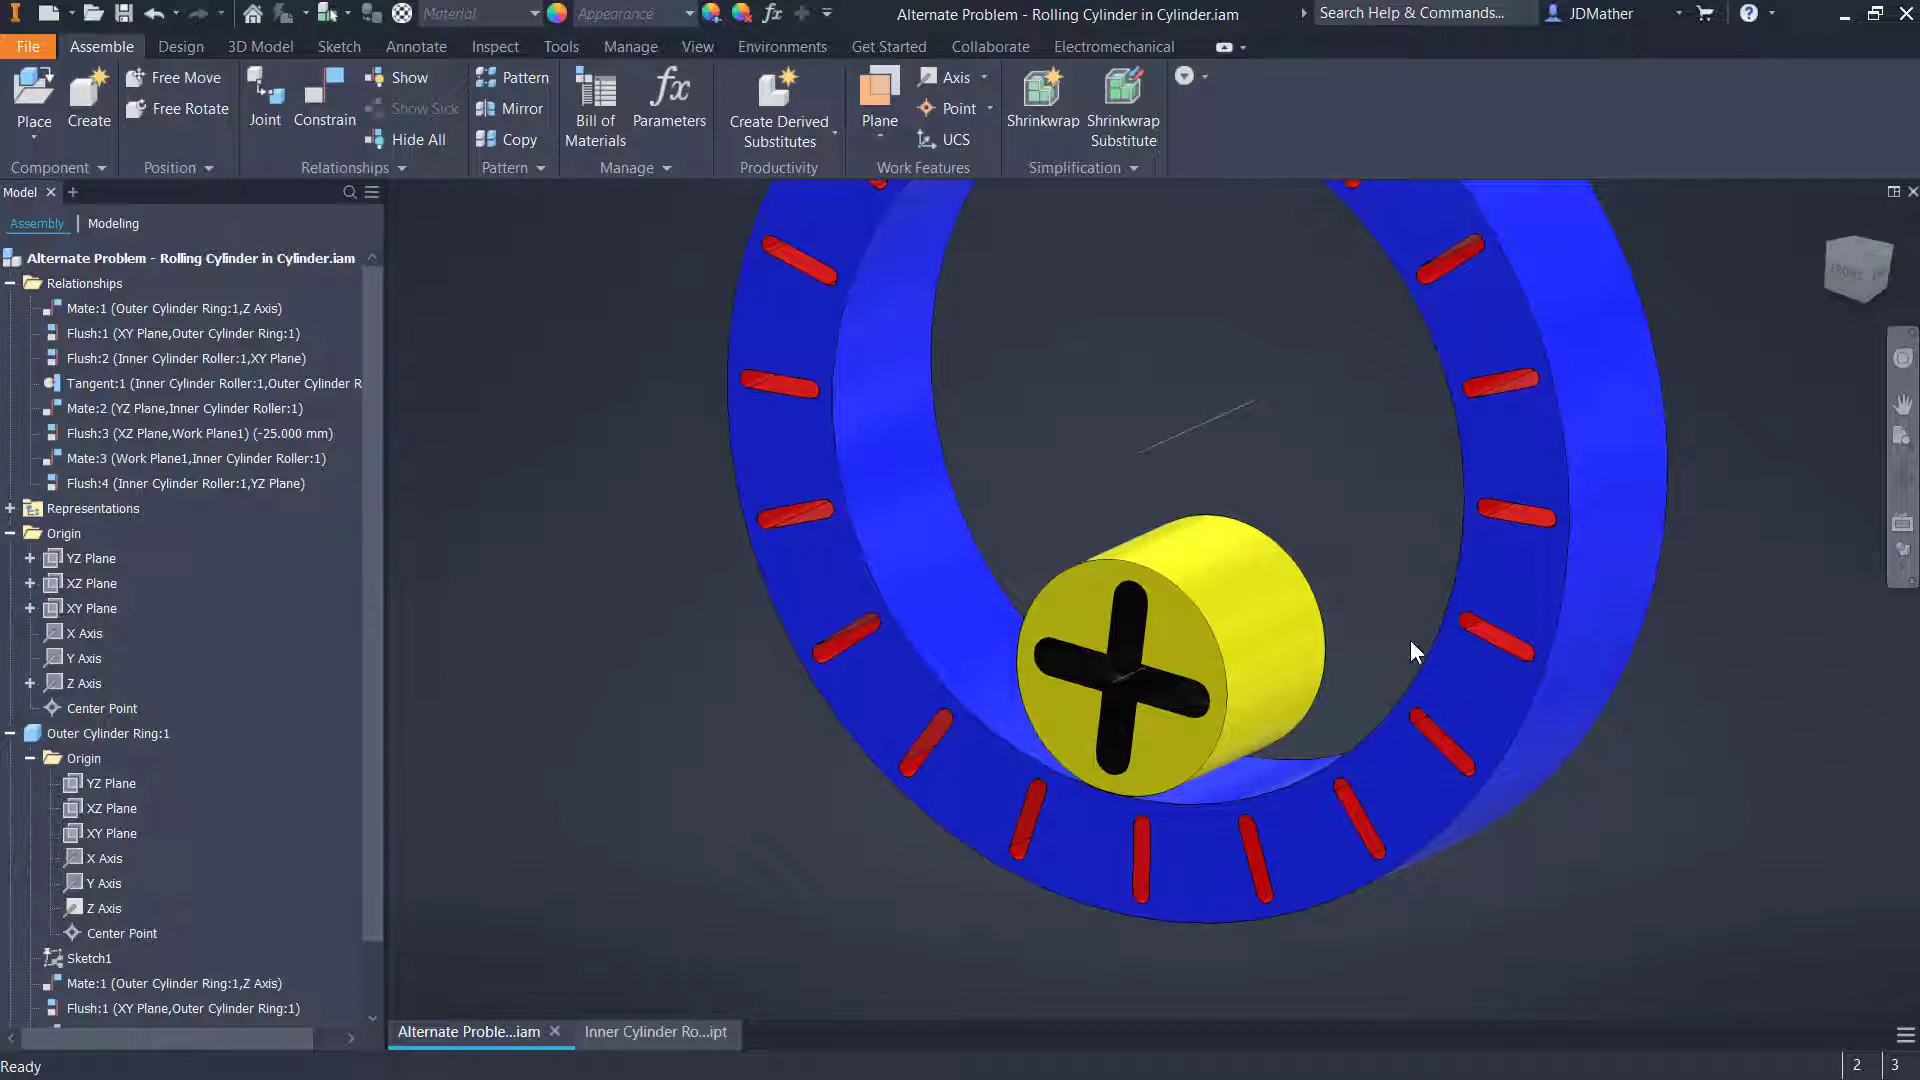 Material
Appearance
fx
Alternate Problem - Rolling Cylinder in Cylinder.iam
Search Help & Commands...
JDMather
File
Assemble
Design
3D Model
Sketch
Annotate
Inspect
Tools
Manage
View
Environments
Get Started
Collaborate
Electromechanical
Place
Create
Free Move
Free Rotate
Joint
Constrain
Show
Show Sick
Hide All
Pattern
Mirror
Copy
Bill of
Materials
fx
Parameters
Create Derived
Substitutes
Plane
Axis
Point
UCS
Shrinkwrap
Shrinkwrap
Substitute
Component
Position
Relationships
Pattern
Manage
Productivity
Work Features
Simplification
Model
Assembly
Modeling
Alternate Problem - Rolling Cylinder in Cylinder.iam
Relationships
Mate:1 (Outer Cylinder Ring:1,Z Axis)
Flush:1 (XY Plane,Outer Cylinder Ring:1)
Flush:2 (Inner Cylinder Roller:1,XY Plane)
Tangent:1 (Inner Cylinder Roller:1,Outer Cylinder R
Mate:2 (YZ Plane,Inner Cylinder Roller:1)
Flush:3 (XZ Plane,Work Plane1) (-25.000 mm)
Mate:3 (Work Plane1,Inner Cylinder Roller:1)
Flush:4 (Inner Cylinder Roller:1,YZ Plane)
Representations
Origin
YZ Plane
XZ Plane
XY Plane
X Axis
Y Axis
Z Axis
Center Point
Outer Cylinder Ring:1
Origin
YZ Plane
XZ Plane
XY Plane
X Axis
Y Axis
Z Axis
Center Point
Sketch1
Mate:1 (Outer Cylinder Ring:1,Z Axis)
Flush:1 (XY Plane,Outer Cylinder Ring:1)
Alternate Proble...iam
Inner Cylinder Ro...ipt
Ready
2
3